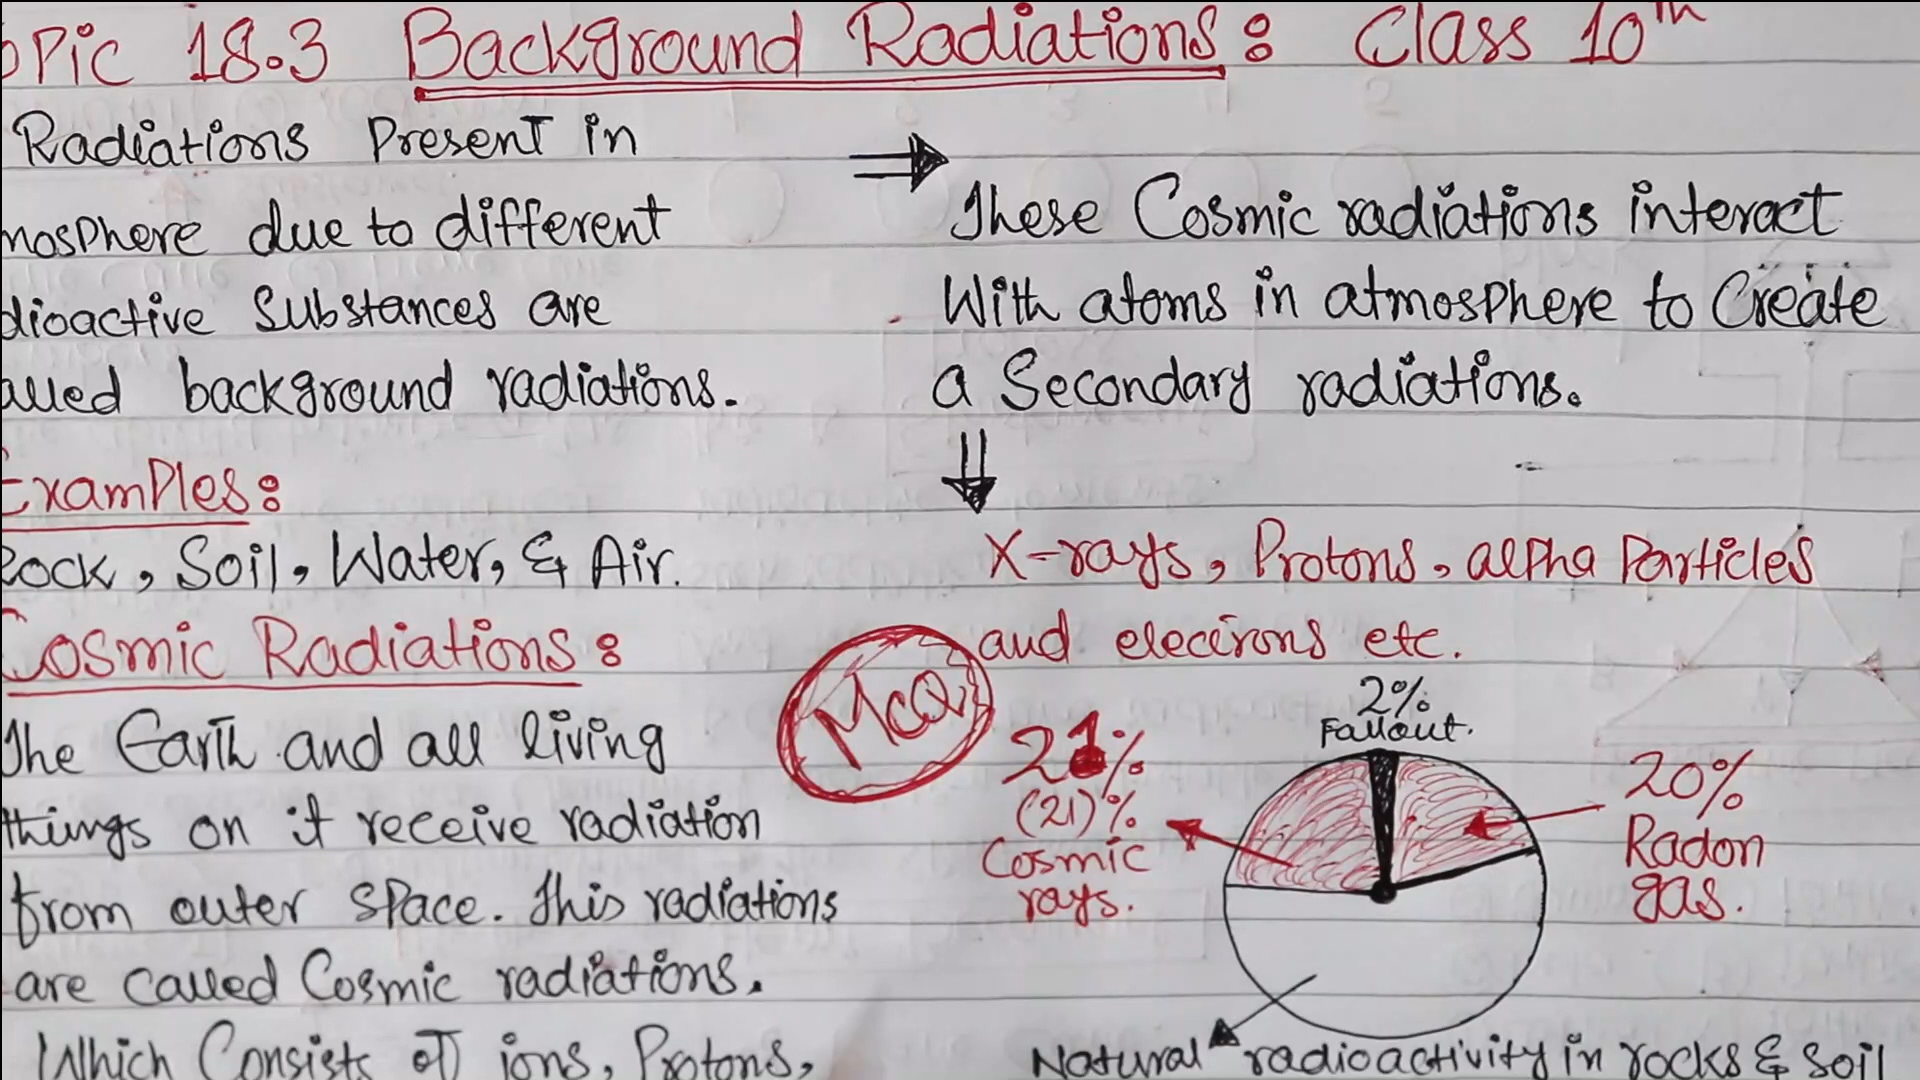 opic 18.3 Background Radiations: Class 10th
Radiations Present in
mosphere due to different
dioactive Substances are
alled background radiations.
Examples:
Rock, Soil, Water, & Air.
Cosmic Radiations:
The Earth and all living
things on it receive radiation
from outer space. This radiations
are called Cosmic radiations.
Which Consists of ions, Protons,
These Cosmic radiations interact
With atoms in atmosphere to Create
a Secondary radiations.
X-rays, Protons, alpha Particles
and elecirons etc.
MCQ
21%
(21)%
Cosmic
rays.
2%
Fallout.
20%
Radon
gas.
Natural radioactivity in rocks & Soil